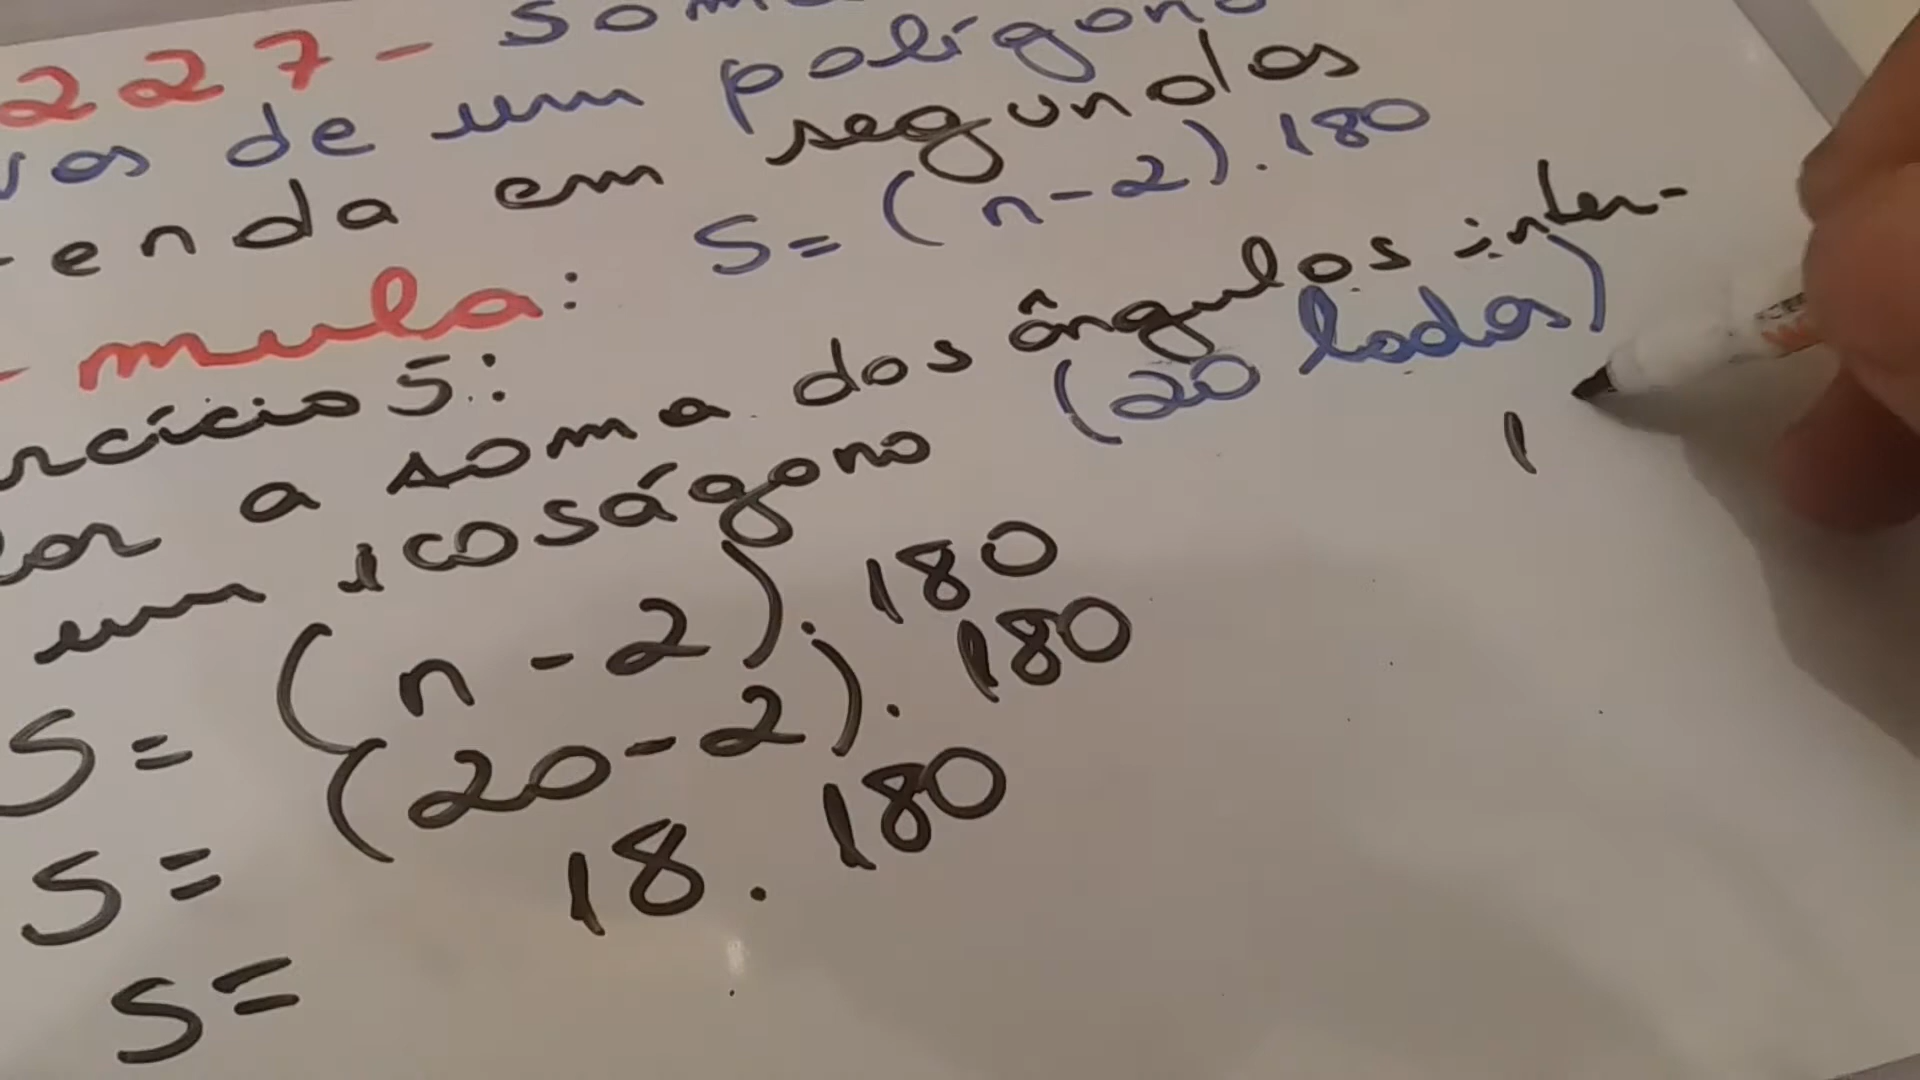 227 - Som
os de um polígono
enda em segundos
mula: S = (n-2).180
rcício 5:
a soma dos ângulos inter-
um icoságono (20 lados)
S = (n - 2). 180
S = (20-2). 180
S = 18. 180
1